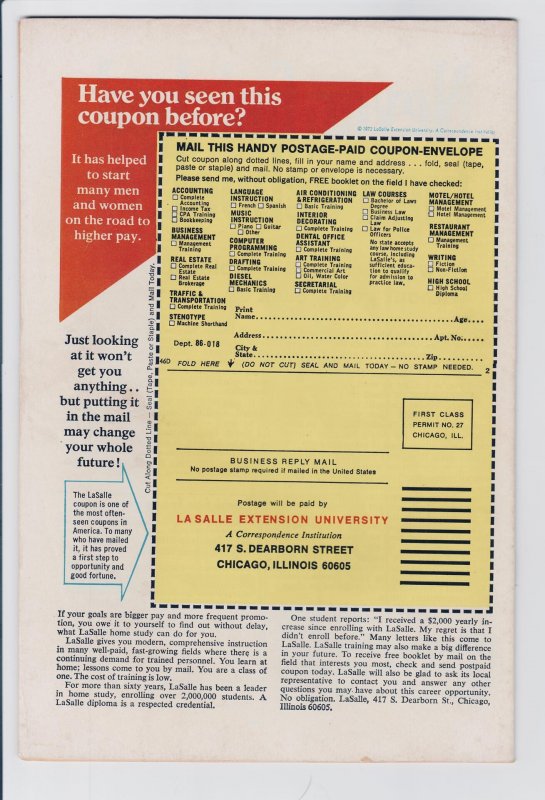 Have you seen this
coupon before?
© 1973 LaSalle Extension University, A Correspondence Institution
It has helped
to start
many men
and women
on the road to
higher pay.
Just looking
at it won't
get you
anything . .
but putting it
in the mail
may change
your whole
future!
The LaSalle
coupon is one of
the most often-
seen coupons in
America. To many
who have mailed
it, it has proved
a first step to
opportunity and
good fortune.
Cut Along Dotted Line — Seal (Tape, Paste or Staple) and Mail Today
MAIL THIS HANDY POSTAGE-PAID COUPON-ENVELOPE
Cut coupon along dotted lines, fill in your name and address . . . fold, seal (tape,
paste or staple) and mail. No stamp or envelope is necessary.
Please send me, without obligation, FREE booklet on the field I have checked:
ACCOUNTING
Complete
Accounting
Income Tax
CPA Training
Bookkeeping
BUSINESS
MANAGEMENT
Management
Training
REAL ESTATE
Complete Real
Estate
Real Estate
Brokerage
TRAFFIC &
TRANSPORTATION
Complete Training
STENOTYPE
Machine Shorthand
LANGUAGE
INSTRUCTION
French Spanish
MUSIC
INSTRUCTION
Piano Guitar
Other
COMPUTER
PROGRAMMING
Complete Training
DRAFTING
Complete Training
DIESEL
MECHANICS
Basic Training
AIR CONDITIONING
& REFRIGERATION
Basic Training
INTERIOR
DECORATING
Complete Training
DENTAL OFFICE
ASSISTANT
Complete Training
ART TRAINING
Complete Training
Commercial Art
Oil, Water Color
SECRETARIAL
Complete Training
LAW COURSES
Bachelor of Laws
Degree
Business Law
Claim Adjusting
Law
Law for Police
Officers
No state accepts
any law home study
course, including
LaSalle's, as
sufficient educa-
tion to qualify
for admission to
practice law.
MOTEL/HOTEL
MANAGEMENT
Motel Management
Hotel Management
RESTAURANT
MANAGEMENT
Management
Training
WRITING
Fiction
Non-Fiction
HIGH SCHOOL
High School
Diploma
Print
Name Age
Address Apt. No.
Dept. 86-018
City &
State Zip
46D FOLD HERE (DO NOT CUT) SEAL AND MAIL TODAY—NO STAMP NEEDED. 2
FIRST CLASS
PERMIT NO. 27
CHICAGO, ILL.
BUSINESS REPLY MAIL
No postage stamp required if mailed in the United States
Postage will be paid by
LA SALLE EXTENSION UNIVERSITY
A Correspondence Institution
417 S. DEARBORN STREET
CHICAGO, ILLINOIS 60605
If your goals are bigger pay and more frequent promo-
tion, you owe it to yourself to find out without delay,
what LaSalle home study can do for you.
LaSalle gives you modern, comprehensive instruction
in many well-paid, fast-growing fields where there is a
continuing demand for trained personnel. You learn at
home; lessons come to you by mail. You are a class of
one. The cost of training is low.
For more than sixty years, LaSalle has been a leader
in home study, enrolling over 2,000,000 students. A
LaSalle diploma is a respected credential.
One student reports: "I received a $2,000 yearly in-
crease since enrolling with LaSalle. My regret is that I
didn't enroll before." Many letters like this come to
LaSalle. LaSalle training may also make a big difference
in your future. To receive free booklet by mail on the
field that interests you most, check and send postpaid
coupon today. LaSalle will also be glad to ask its local
representative to contact you and answer any other
questions you may have about this career opportunity.
No obligation. LaSalle, 417 S. Dearborn St., Chicago,
Illinois 60605.